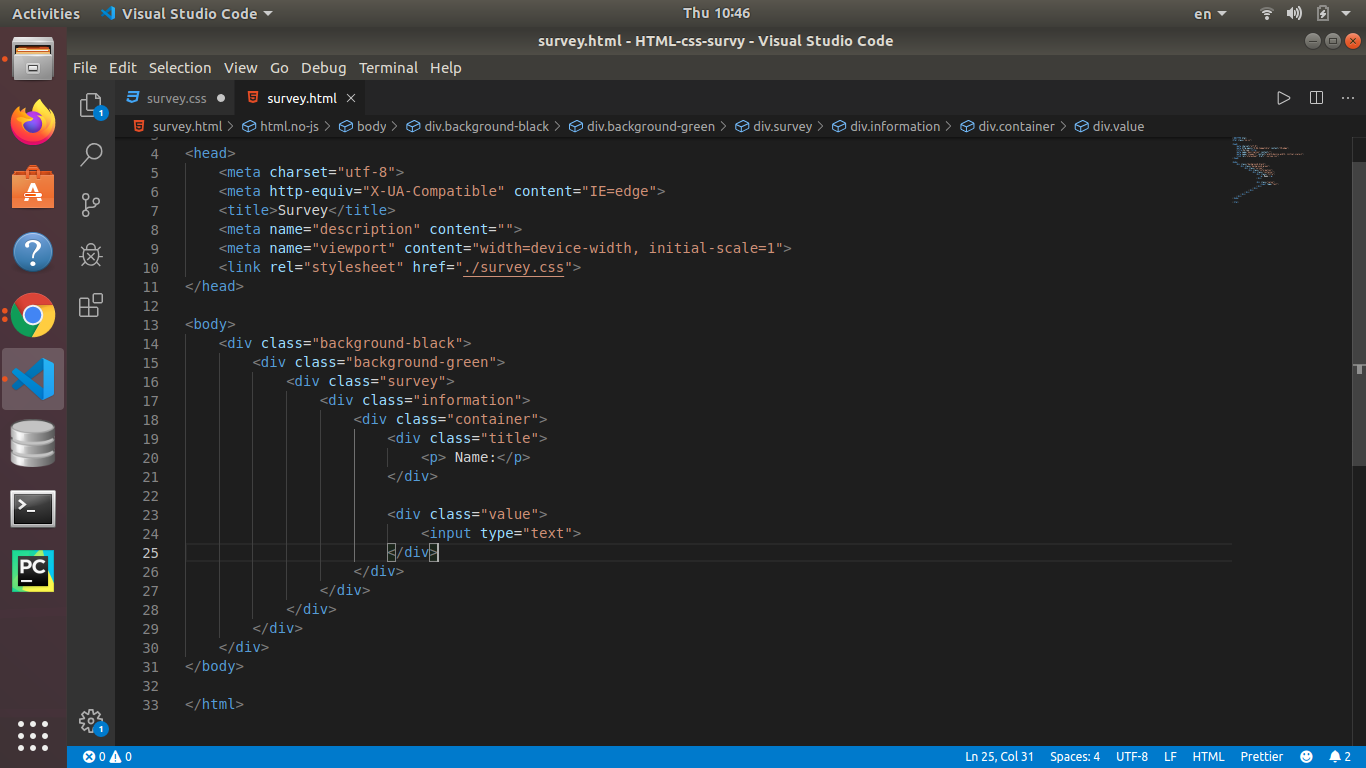 Activities Visual Studio Code Thu 10:46 en
survey.html - HTML-css-survy - Visual Studio Code
File Edit Selection View Go Debug Terminal Help
survey.css survey.html
survey.html html.no-js body div.background-black div.background-green div.survey div.information div.container div.value
4 <head>
5 <meta charset="utf-8">
6 <meta http-equiv="X-UA-Compatible" content="IE=edge">
7 <title>Survey</title>
8 <meta name="description" content="">
9 <meta name="viewport" content="width=device-width, initial-scale=1">
10 <link rel="stylesheet" href="./survey.css">
11 </head>
12
13 <body>
14 <div class="background-black">
15 <div class="background-green">
16 <div class="survey">
17 <div class="information">
18 <div class="container">
19 <div class="title">
20 <p> Name:</p>
21 </div>
22
23 <div class="value">
24 <input type="text">
25 </div>
26 </div>
27 </div>
28 </div>
29 </div>
30 </div>
31 </body>
32
33 </html>
1
1
PC
0 0 Ln 25, Col 31 Spaces: 4 UTF-8 LF HTML Prettier 2